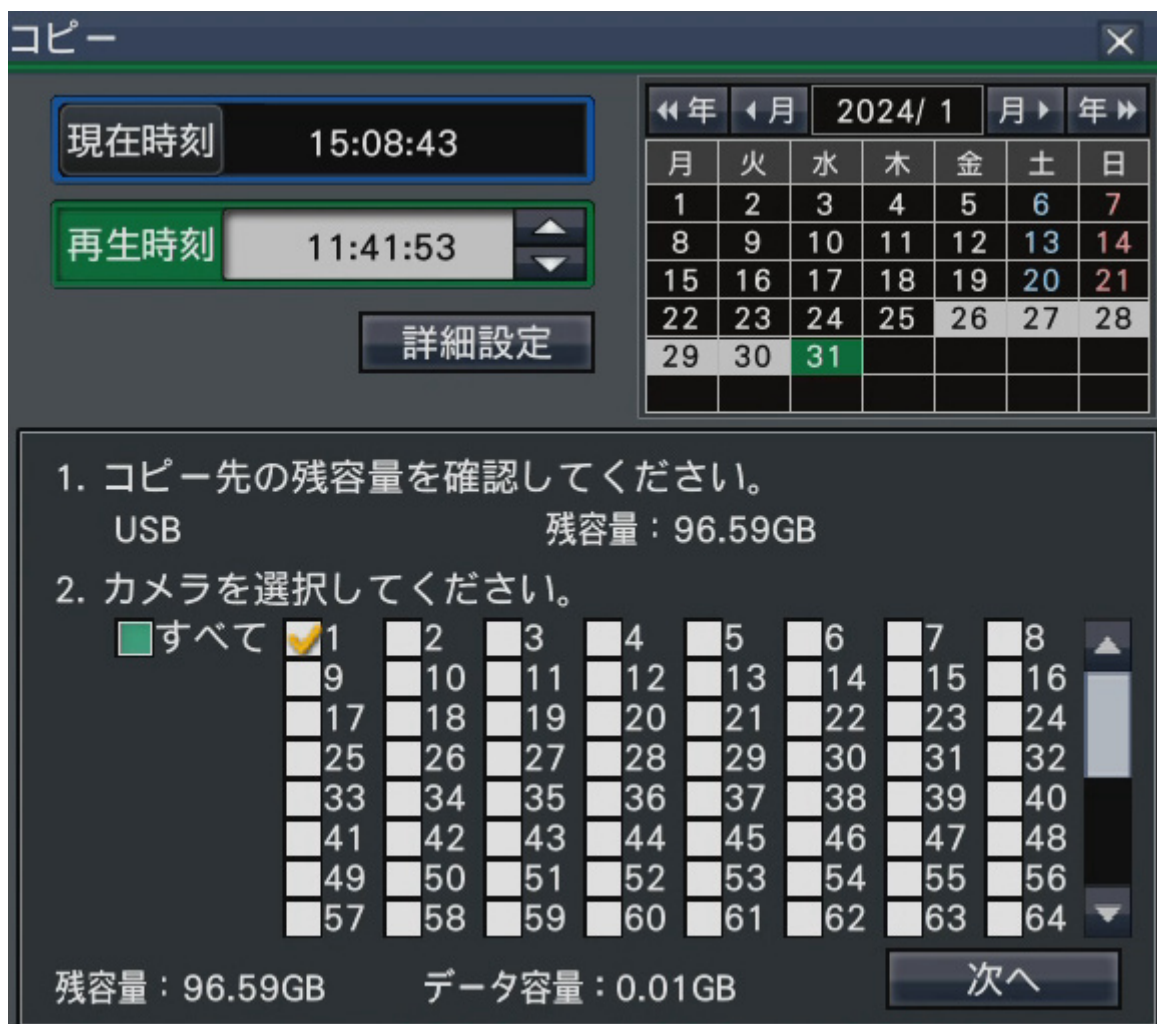 コピー
現在時刻 15:08:43
再生時刻 11:41:53
詳細設定
年 月 2024/ 1 月 年
月 火 水 木 金 土 日
1 2 3 4 5 6 7
8 9 10 11 12 13 14
15 16 17 18 19 20 21
22 23 24 25 26 27 28
29 30 31
1. コピー先の残容量を確認してください。
USB 残容量：96.59GB
2. カメラを選択してください。
すべて 1 2 3 4 5 6 7 8
9 10 11 12 13 14 15 16
17 18 19 20 21 22 23 24
25 26 27 28 29 30 31 32
33 34 35 36 37 38 39 40
41 42 43 44 45 46 47 48
49 50 51 52 53 54 55 56
57 58 59 60 61 62 63 64
残容量：96.59GB データ容量：0.01GB 次へ